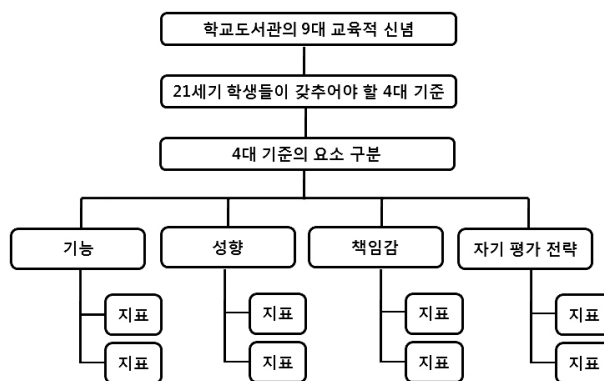 학교도서관의 9대 교육적 신념
21세기 학생들이 갖추어야 할 4대 기준
4대 기준의 요소 구분
기능
성향
책임감
자기 평가 전략
지표
지표
지표
지표
지표
지표
지표
지표